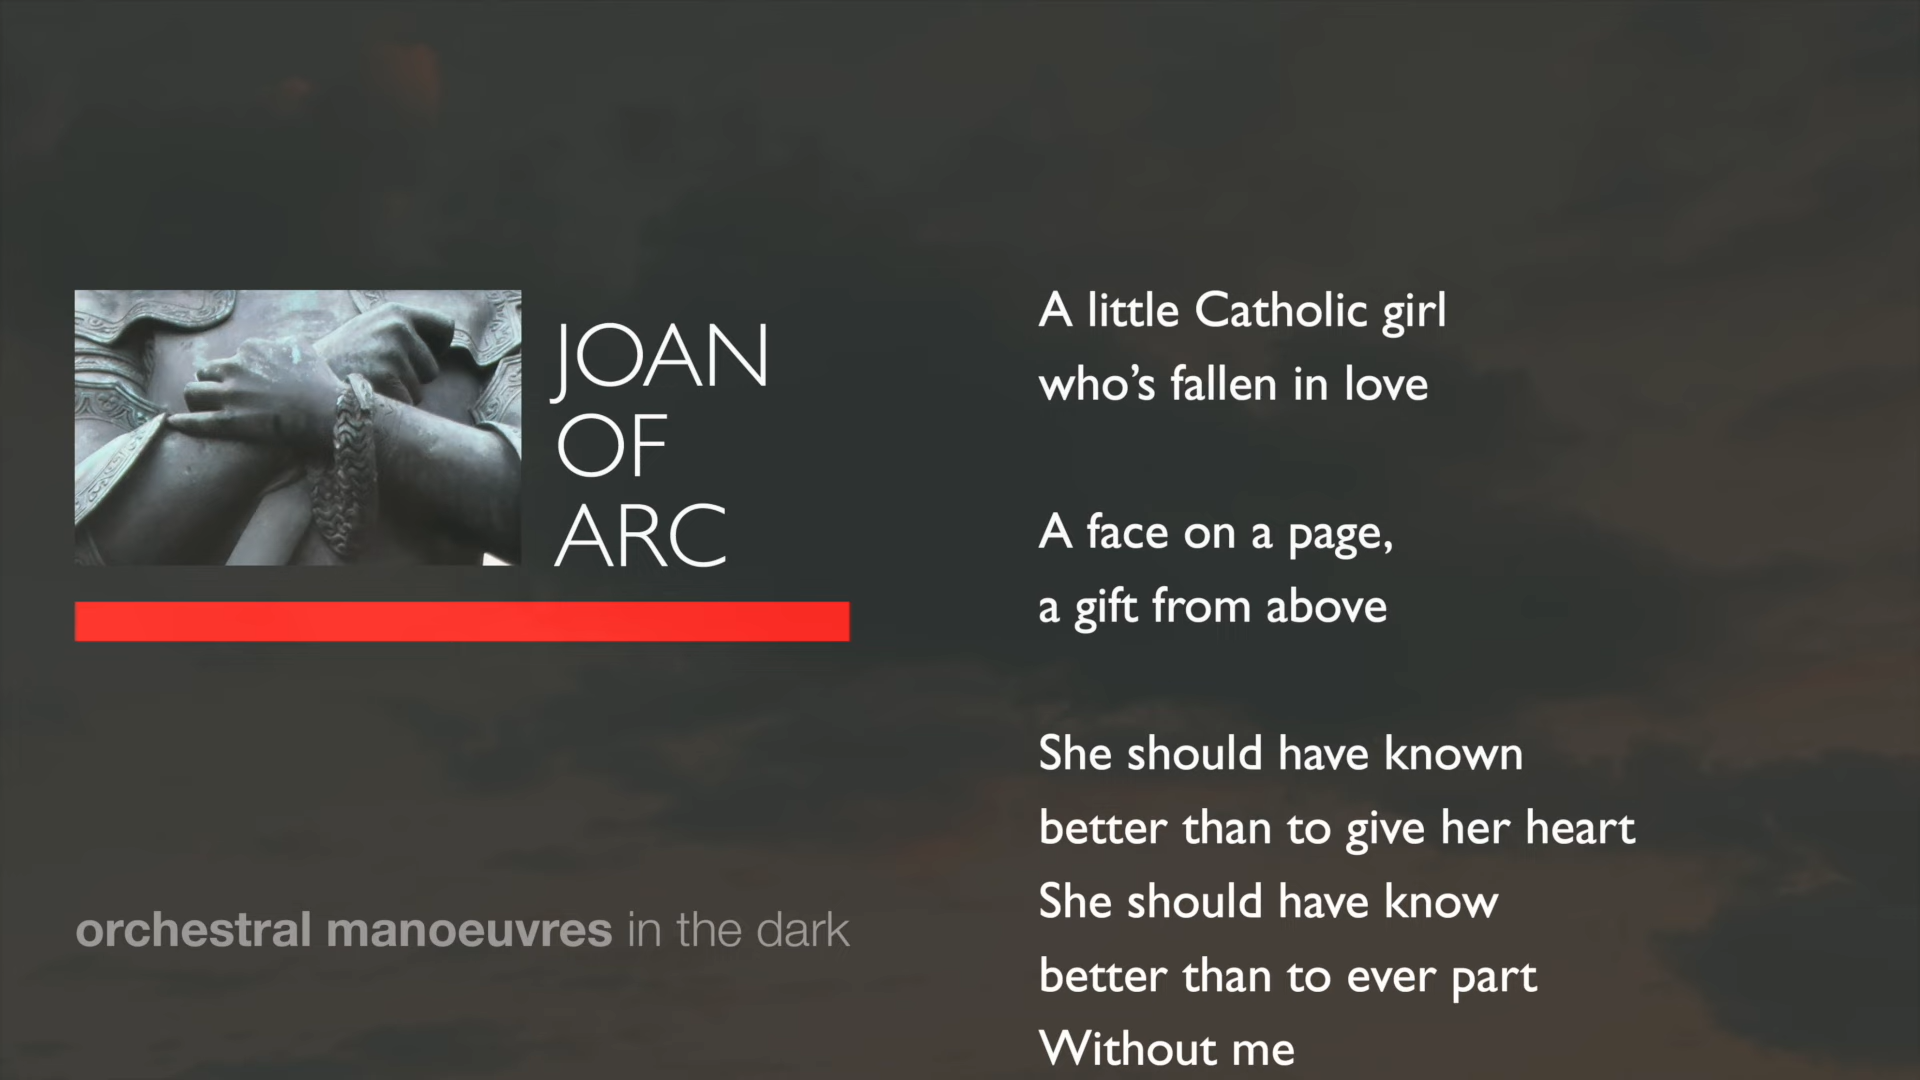 JOAN
OF
ARC
orchestral manoeuvres in the dark
A little Catholic girl
who’s fallen in love
A face on a page,
a gift from above
She should have known
better than to give her heart
She should have know
better than to ever part
Without me